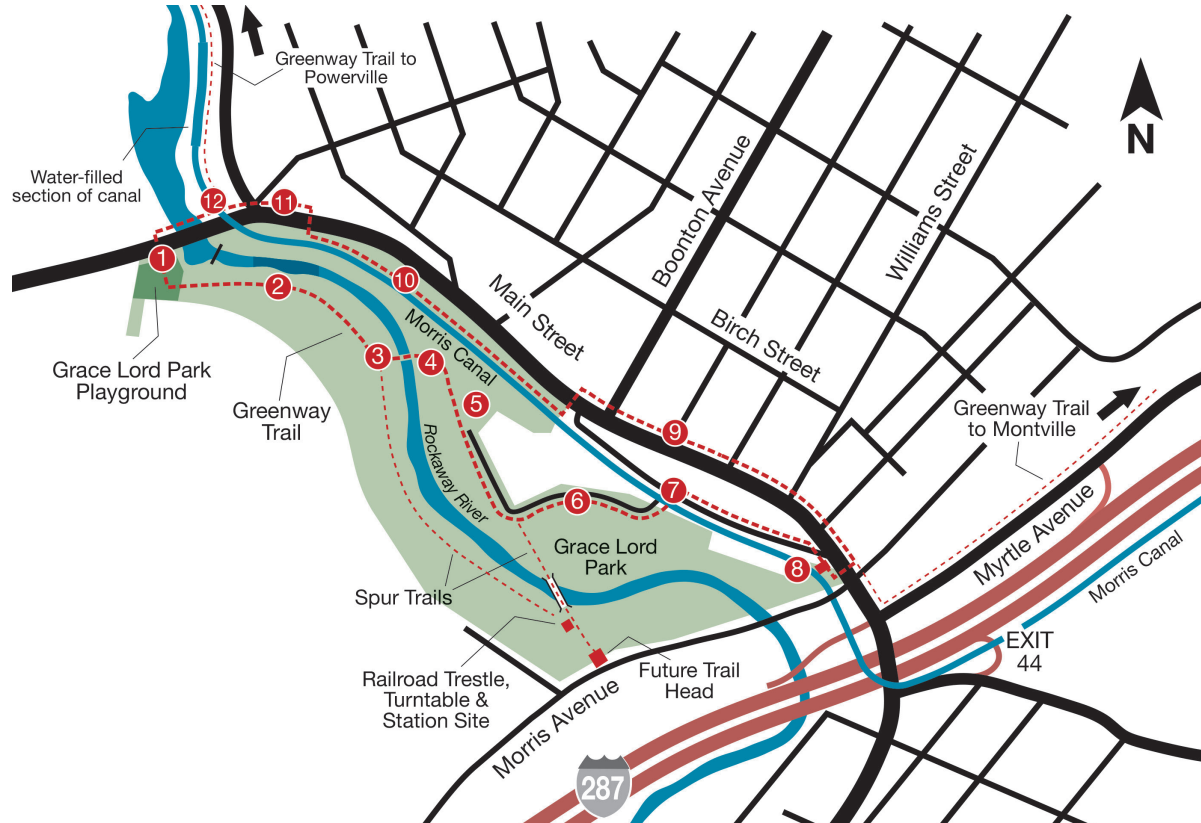 Greenway Trail to
Powerville
N
Water-filled
section of canal
12
11
1
2
10
Boonton Avenue
Williams Street
Main Street
Birch Street
Morris Canal
3
4
5
Grace Lord Park
Playground
Greenway
Trail
Greenway Trail
to Montville
9
Rockaway River
7
6
Grace Lord
Park
8
Myrtle Avenue
Morris Canal
Spur Trails
EXIT
44
Railroad Trestle,
Turntable &
Station Site
Future Trail
Head
Morris Avenue
287